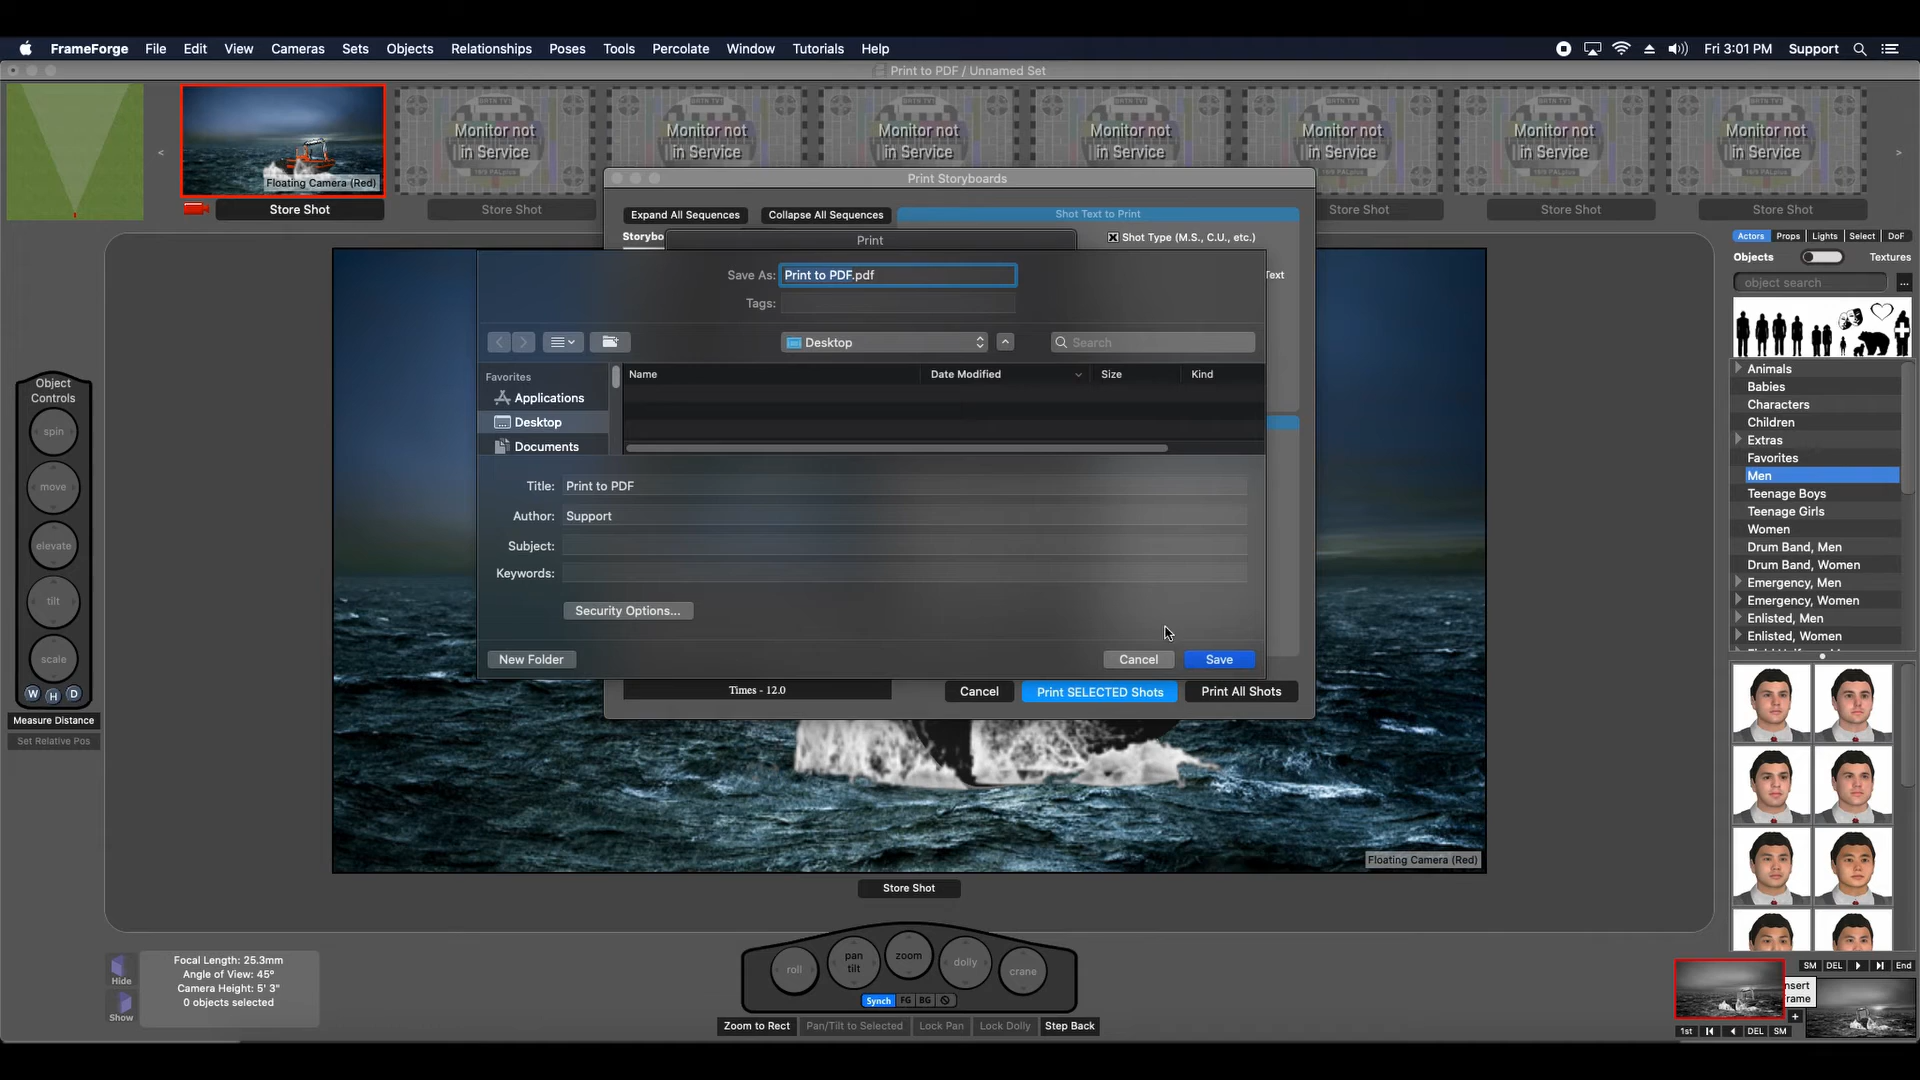 FrameForge File Edit View Cameras Sets Objects Relationships Poses Tools Percolate Window Tutorials Help Fri 3:01 PM Support
Print to PDF / Unnamed Set
Monitor not in Service
Monitor not in Service
Monitor not in Service
Monitor not in Service
Monitor not in Service
Monitor not in Service
Monitor not in Service
<
>
Floating Camera (Red)
Store Shot
Store Shot
Store Shot
Store Shot
Store Shot
Print Storyboards
Expand All Sequences
Collapse All Sequences
Shot Text to Print
Storybo
Shot Type (M.S., C.U., etc.)
Text
Print
Save As: Print to PDF.pdf
Tags:
Desktop
Search
Favorites
Applications
Desktop
Documents
Name Date Modified Size Kind
Title: Print to PDF
Author: Support
Subject:
Keywords:
Security Options...
New Folder
Cancel
Save
Times - 12.0
Cancel
Print SELECTED Shots
Print All Shots
Object
Controls
spin
move
elevate
tilt
scale
W H D
Measure Distance
Set Relative Pos
Actors Props Lights Select DoF
Objects Textures
object search
...
Animals
Babies
Characters
Children
Extras
Favorites
Men
Teenage Boys
Teenage Girls
Women
Drum Band, Men
Drum Band, Women
Emergency, Men
Emergency, Women
Enlisted, Men
Enlisted, Women
Floating Camera (Red)
Store Shot
Hide
Show
Focal Length: 25.3mm
Angle of View: 45°
Camera Height: 5' 3"
0 objects selected
roll
pan
tilt
zoom
dolly
crane
Synch FG BG
Zoom to Rect Pan/Tilt to Selected Lock Pan Lock Dolly Step Back
SM DEL End
nsert
rame
+
1st DEL SM